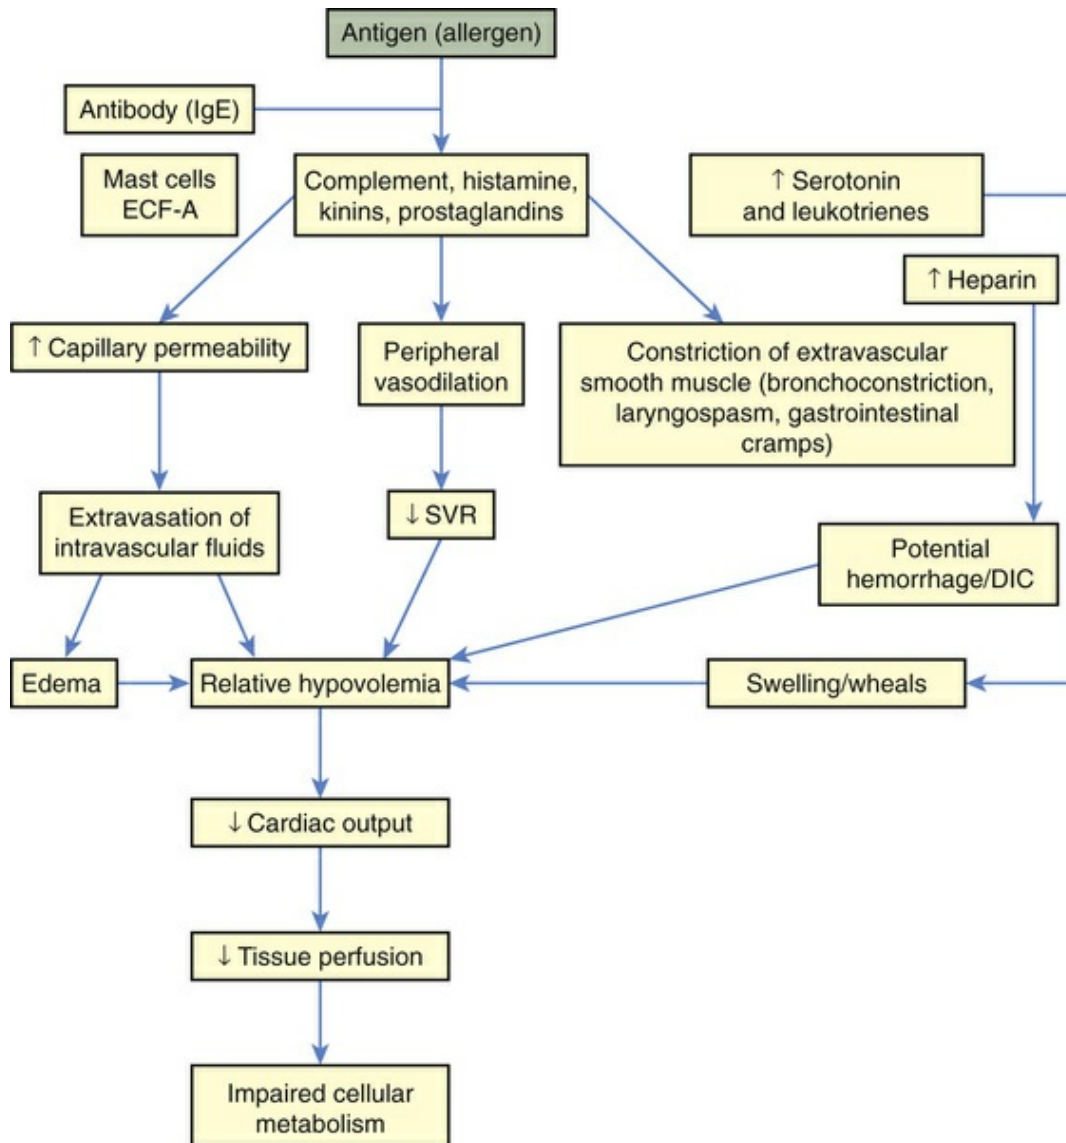 Antigen (allergen)
Antibody (IgE)
Mast cells
ECF-A
Complement, histamine,
kinins, prostaglandins
↑ Serotonin
and leukotrienes
↑ Heparin
↑ Capillary permeability
Peripheral
vasodilation
Constriction of extravascular
smooth muscle (bronchoconstriction,
laryngospasm, gastrointestinal
cramps)
Extravasation of
intravascular fluids
↓ SVR
Potential
hemorrhage/DIC
Edema
Relative hypovolemia
Swelling/wheals
↓ Cardiac output
↓ Tissue perfusion
Impaired cellular
metabolism